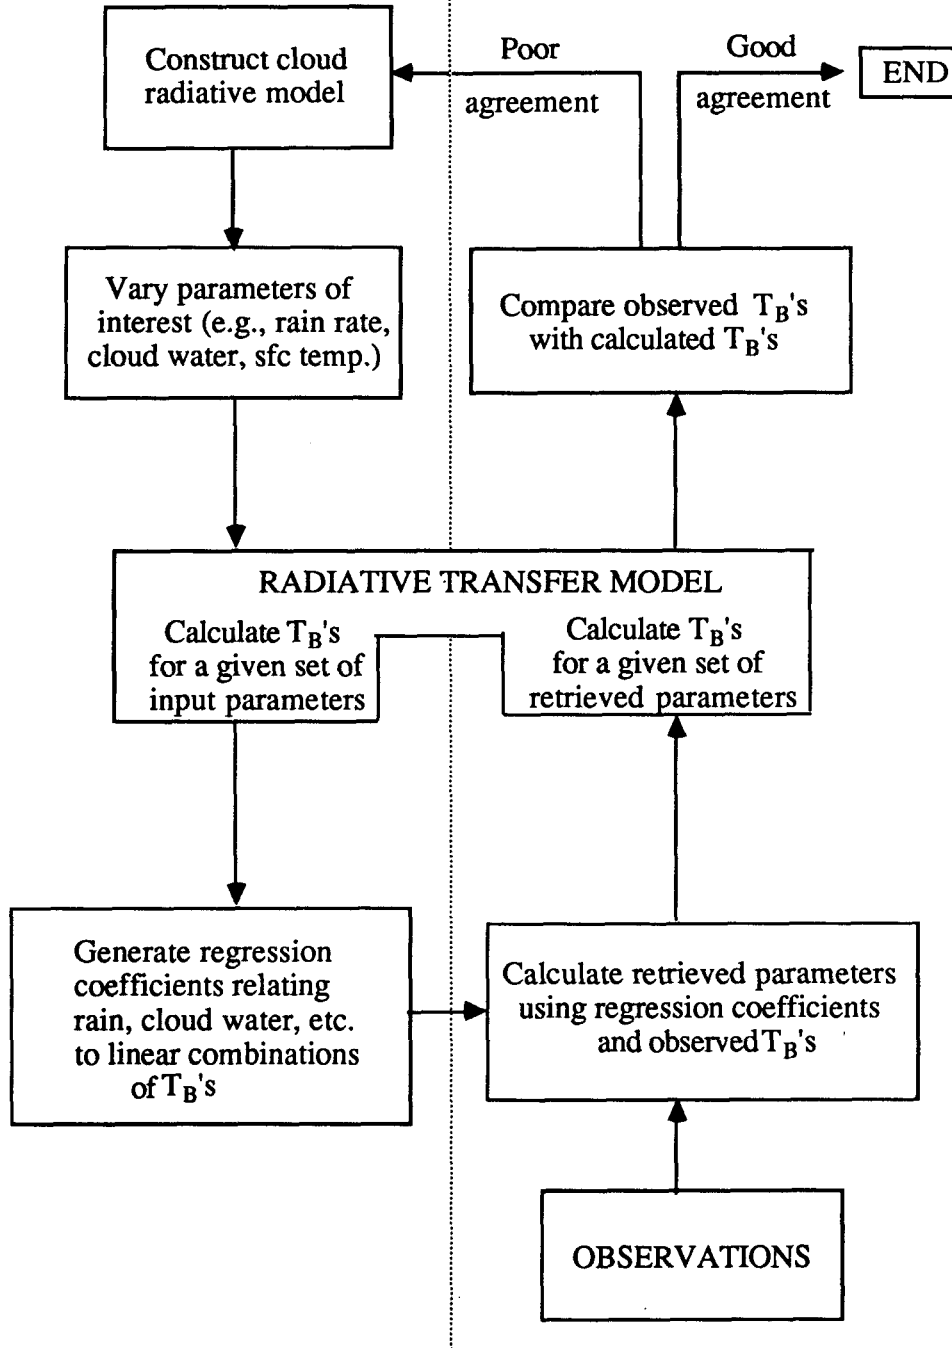 Construct cloud
radiative model
Poor
agreement
Good
agreement
END
Vary parameters of
interest (e.g., rain rate,
cloud water, sfc temp.)
Compare observed T_B's
with calculated T_B's
RADIATIVE TRANSFER MODEL
Calculate T_B's
for a given set of
input parameters
Calculate T_B's
for a given set of
retrieved parameters
Generate regression
coefficients relating
rain, cloud water, etc.
to linear combinations
of T_B's
Calculate retrieved parameters
using regression coefficients
and observed T_B's
OBSERVATIONS